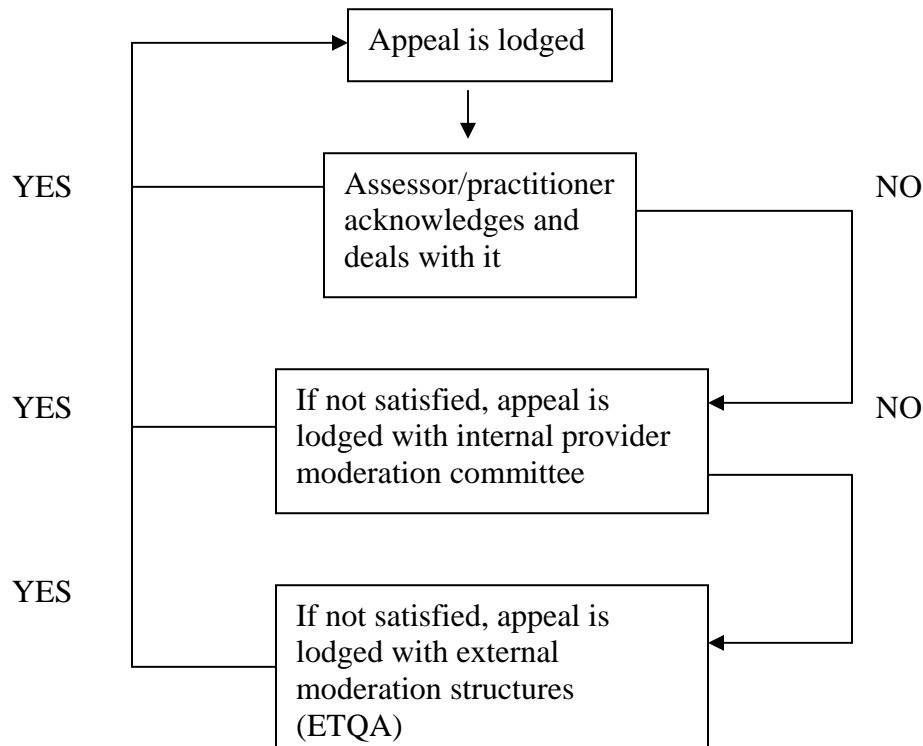 Appeal is lodged
YES
Assessor/practitioner
acknowledges and
deals with it
NO
YES
If not satisfied, appeal is
lodged with internal provider
moderation committee
NO
YES
If not satisfied, appeal is
lodged with external
moderation structures
(ETQA)